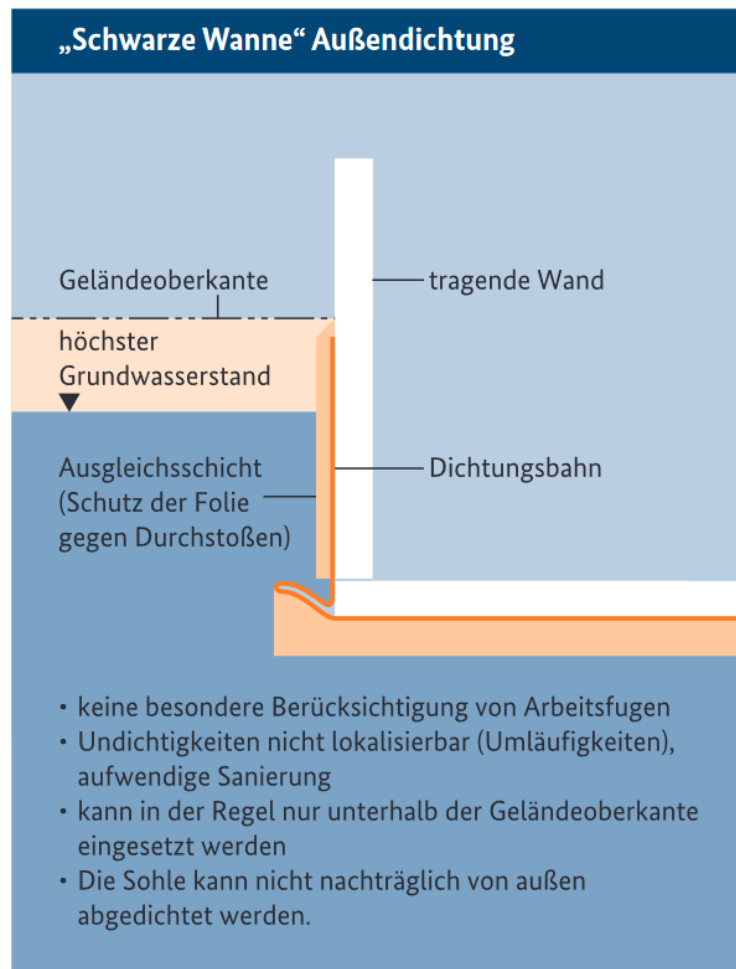 „Schwarze Wanne“ Außendichtung
Geländeoberkante
tragende Wand
höchster
Grundwasserstand
Ausgleichsschicht
(Schutz der Folie
gegen Durchstoßen)
Dichtungsbahn
• keine besondere Berücksichtigung von Arbeitsfugen
• Undichtigkeiten nicht lokalisierbar (Umläufigkeiten),
aufwendige Sanierung
• kann in der Regel nur unterhalb der Geländeoberkante
eingesetzt werden
• Die Sohle kann nicht nachträglich von außen
abgedichtet werden.